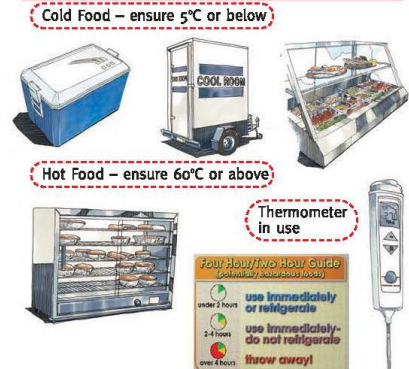 Cold Food – ensure 5°C or below
COOL ROOM
Hot Food – ensure 60°C or above
Thermometer
in use
Four Hour/Two Hour Guide
(potentially hazardous foods)
under 2 hours
use immediately
or refrigerate
2-4 hours
use immediately-
do not refrigerate
over 4 hours
throw away!